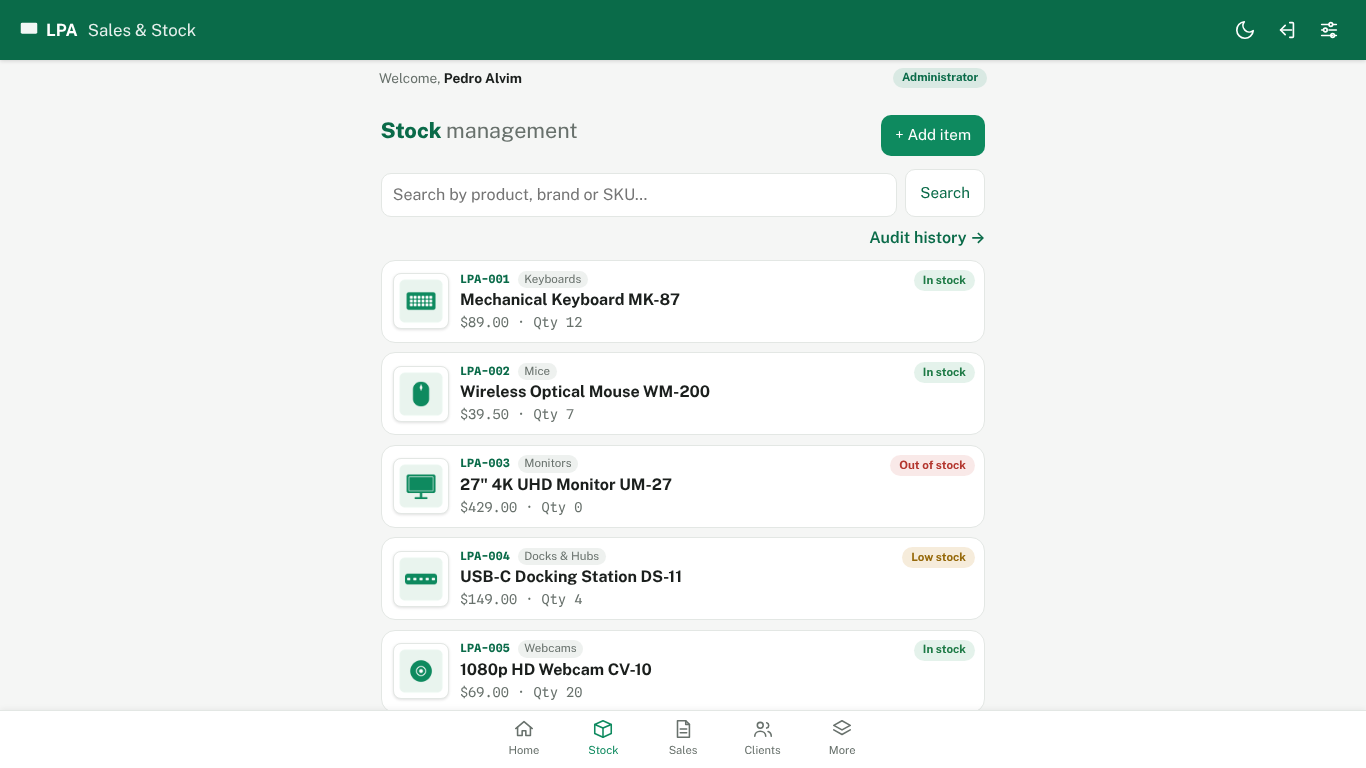 LPA Sales & Stock
Welcome, Pedro Alvim
Administrator
Stock management
+ Add item
Search by product, brand or SKU...
Search
Audit history →
LPA-001 Keyboards
In stock
Mechanical Keyboard MK-87
$89.00 · Qty 12
LPA-002 Mice
In stock
Wireless Optical Mouse WM-200
$39.50 · Qty 7
LPA-003 Monitors
Out of stock
27" 4K UHD Monitor UM-27
$429.00 · Qty 0
LPA-004 Docks & Hubs
Low stock
USB-C Docking Station DS-11
$149.00 · Qty 4
LPA-005 Webcams
In stock
1080p HD Webcam CV-10
$69.00 · Qty 20
Home
Stock
Sales
Clients
More